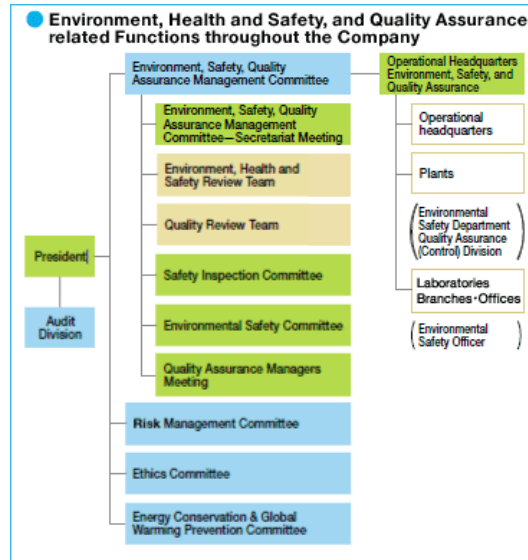 Environment, Health and Safety, and Quality Assurance
related Functions throughout the Company
Environment, Safety, Quality
Assurance Management Committee
Operational Headquarters
Environment, Safety, and
Quality Assurance
Environment, Safety, Quality
Assurance Management
Committee—Secretariat Meeting
Operational
headquarters
Environment, Health and
Safety Review Team
Plants
Quality Review Team
(Environmental
Safety Department
Quality Assurance
(Control) Division)
President
Safety Inspection Committee
Laboratories
Branches・Offices
Audit
Division
Environmental Safety Committee
(Environmental
Safety Officer)
Quality Assurance Managers
Meeting
Risk Management Committee
Ethics Committee
Energy Conservation & Global
Warming Prevention Committee